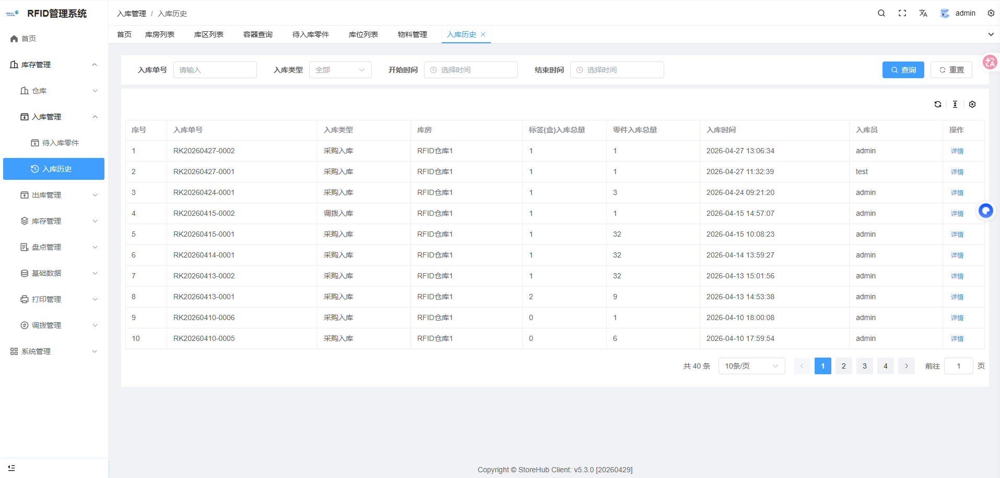 Johnson Controls RFID管理系统
入库管理 / 入库历史
admin
首页 库房列表 库区列表 容器查询 待入库零件 库位列表 物料管理 入库历史
首页
库存管理
仓库
入库管理
待入库零件
入库历史
出库管理
库存管理
盘点管理
基础数据
打印管理
调拨管理
系统管理
入库单号 请输入 入库类型 全部 开始时间 选择时间 结束时间 选择时间 查询 重置
序号 入库单号 入库类型 库房 标签(盒)入库总量 零件入库总量 入库时间 入库员 操作
1 RK20260427-0002 采购入库 RFID仓库1 1 1 2026-04-27 13:06:34 admin 详情
2 RK20260427-0001 采购入库 RFID仓库1 1 1 2026-04-27 11:32:39 test 详情
3 RK20260424-0001 采购入库 RFID仓库1 1 3 2026-04-24 09:21:20 admin 详情
4 RK20260415-0002 调拨入库 RFID仓库1 1 1 2026-04-15 14:57:07 admin 详情
5 RK20260415-0001 采购入库 RFID仓库1 1 32 2026-04-15 10:08:23 admin 详情
6 RK20260414-0001 采购入库 RFID仓库1 1 32 2026-04-14 13:59:27 admin 详情
7 RK20260413-0002 采购入库 RFID仓库1 1 32 2026-04-13 15:01:56 admin 详情
8 RK20260413-0001 采购入库 RFID仓库1 2 9 2026-04-13 14:53:38 admin 详情
9 RK20260410-0006 采购入库 RFID仓库1 0 1 2026-04-10 18:00:08 admin 详情
10 RK20260410-0005 采购入库 RFID仓库1 0 6 2026-04-10 17:59:54 admin 详情
共 40 条 10条/页 1 2 3 4 前往 1 页
Copyright © StoreHub Client: v5.3.0 [20260429]